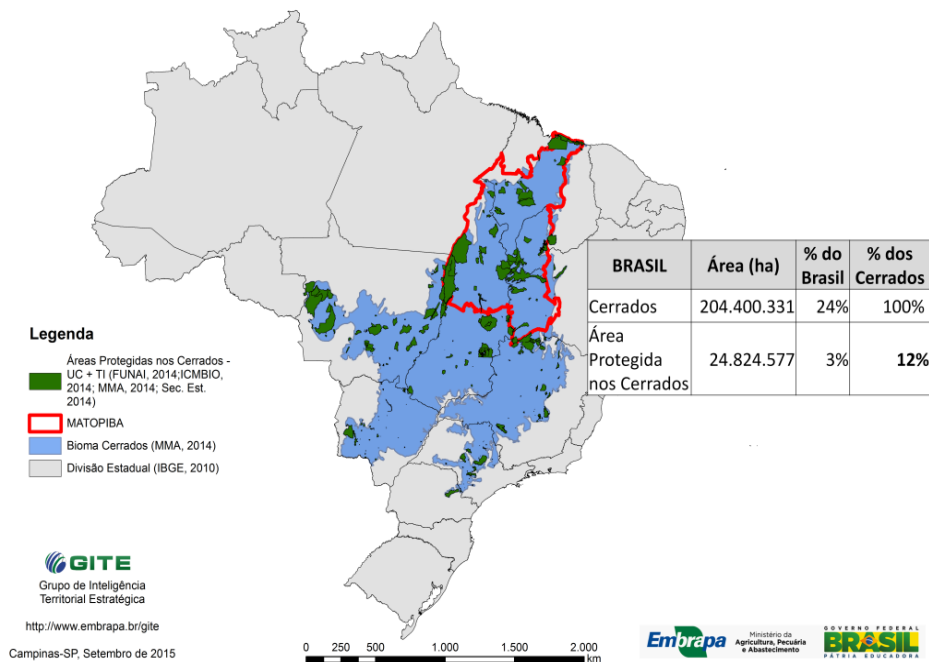 BRASIL Área (ha) % do Brasil % dos Cerrados
Cerrados 204.400.331 24% 100%
Área Protegida nos Cerrados 24.824.577 3% 12%
Legenda
Áreas Protegidas nos Cerrados -
UC + TI (FUNAI, 2014;ICMBIO,
2014; MMA, 2014; Sec. Est.
2014)
MATOPIBA
Bioma Cerrados (MMA, 2014)
Divisão Estadual (IBGE, 2010)
GITE
Grupo de Inteligência
Territorial Estratégica
http://www.embrapa.br/gite
Campinas-SP, Setembro de 2015
0 250 500 1.000 1.500 2.000
km
Embrapa
Ministério da
Agricultura, Pecuária
e Abastecimento
GOVERNO FEDERAL
BRASIL
PÁTRIA EDUCADORA